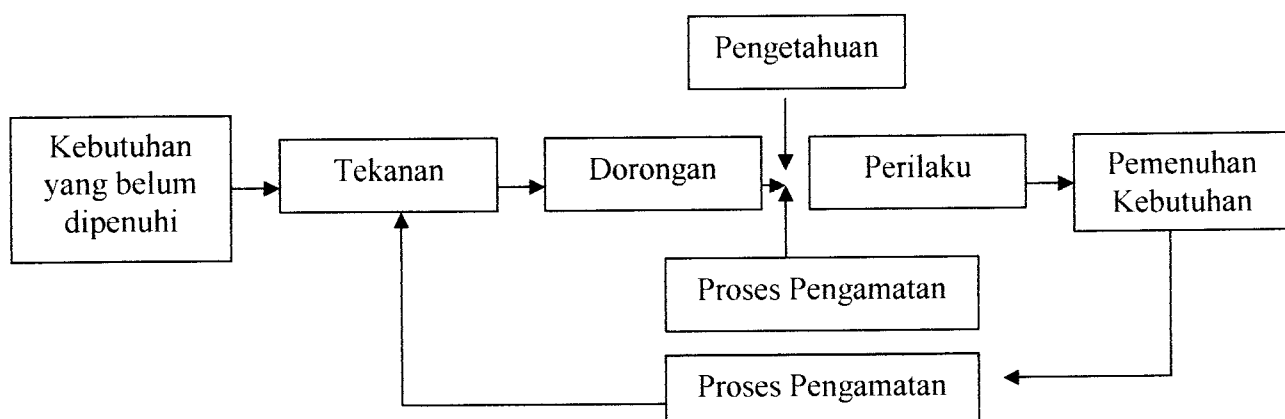 Pengetahuan
Kebutuhan
yang belum
dipenuhi
Tekanan
Dorongan
Perilaku
Pemenuhan
Kebutuhan
Proses Pengamatan
Proses Pengamatan